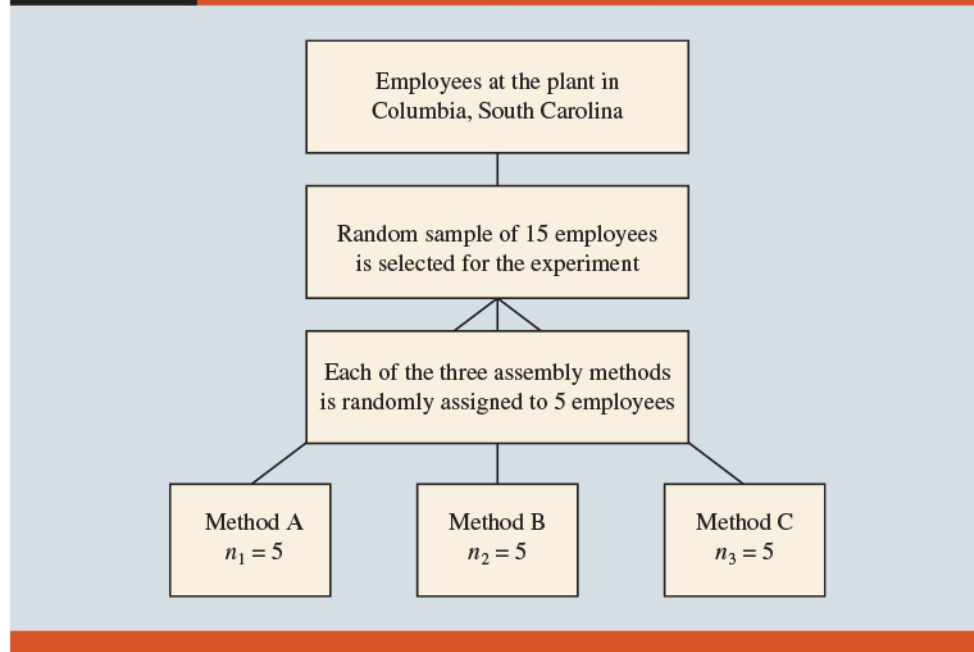 Employees at the plant in
Columbia, South Carolina
Random sample of 15 employees
is selected for the experiment
Each of the three assembly methods
is randomly assigned to 5 employees
Method A
n₁ = 5
Method B
n₂ = 5
Method C
n₃ = 5